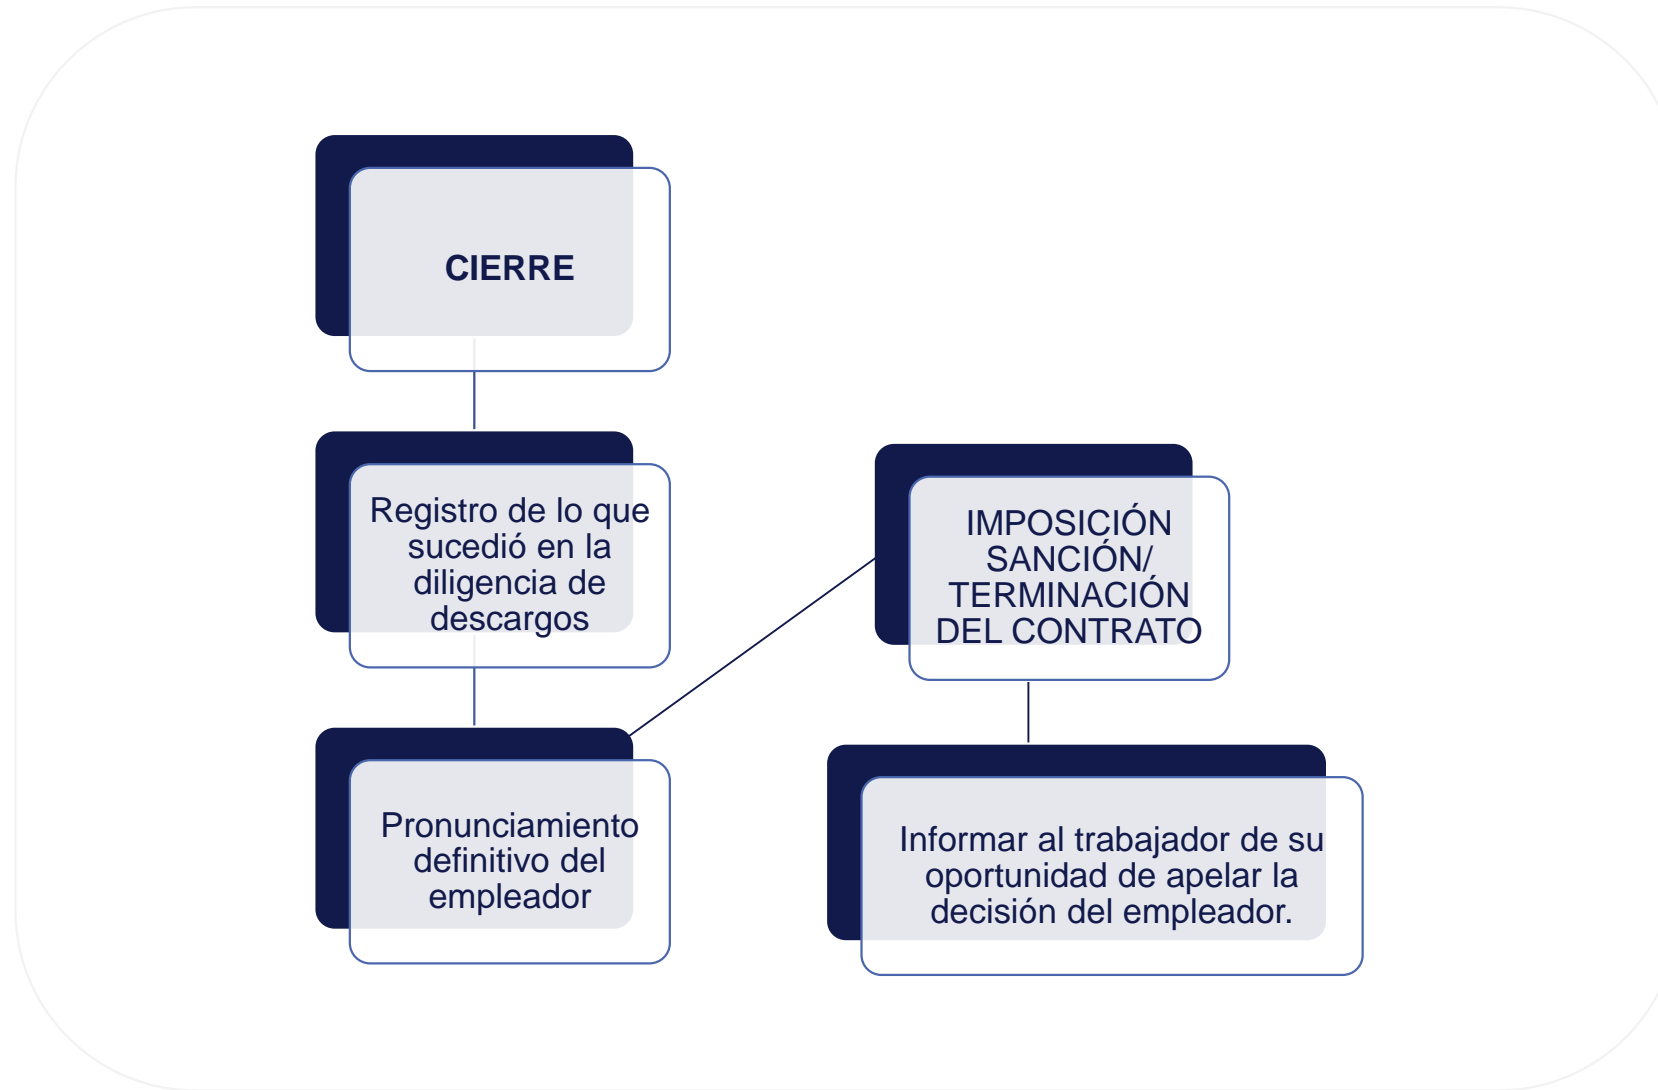 CIERRE
Registro de lo que
sucedió en la
diligencia de
descargos
Pronunciamiento
definitivo del
empleador
IMPOSICIÓN
SANCIÓN/
TERMINACIÓN
DEL CONTRATO
Informar al trabajador de su
oportunidad de apelar la
decisión del empleador.